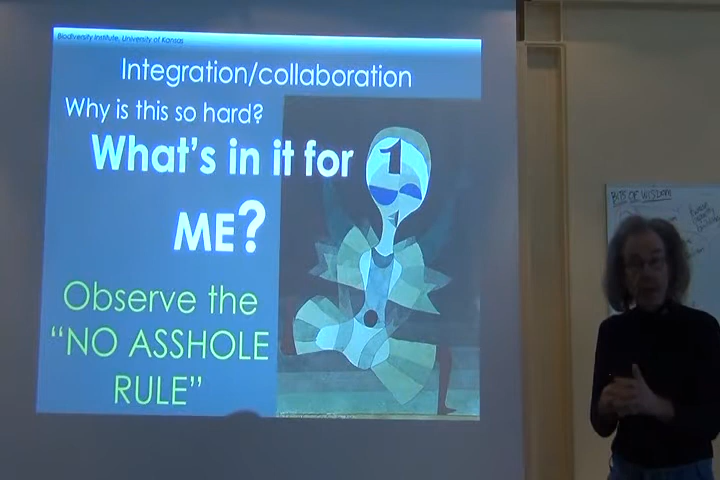 Biodiversity Institute, University of Kansas
Integration/collaboration
Why is this so hard?
What's in it for
ME?
1
Observe the
"NO ASSHOLE
RULE"
BITS OF WISDOM